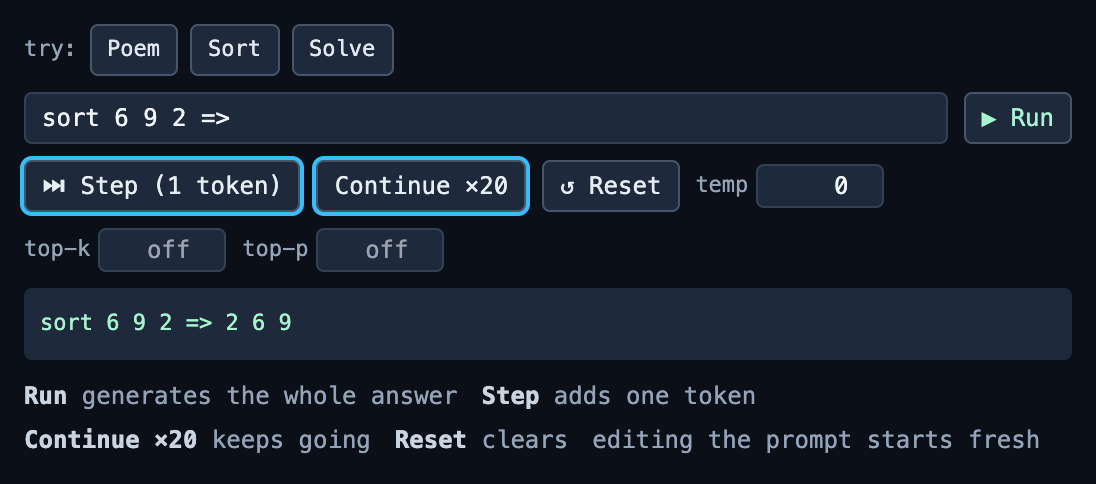 try: Poem Sort Solve
sort 6 9 2 => ▶ Run
⏭ Step (1 token) Continue ×20 ↺ Reset temp 0
top-k off top-p off
sort 6 9 2 => 2 6 9
Run generates the whole answer Step adds one token
Continue ×20 keeps going Reset clears editing the prompt starts fresh